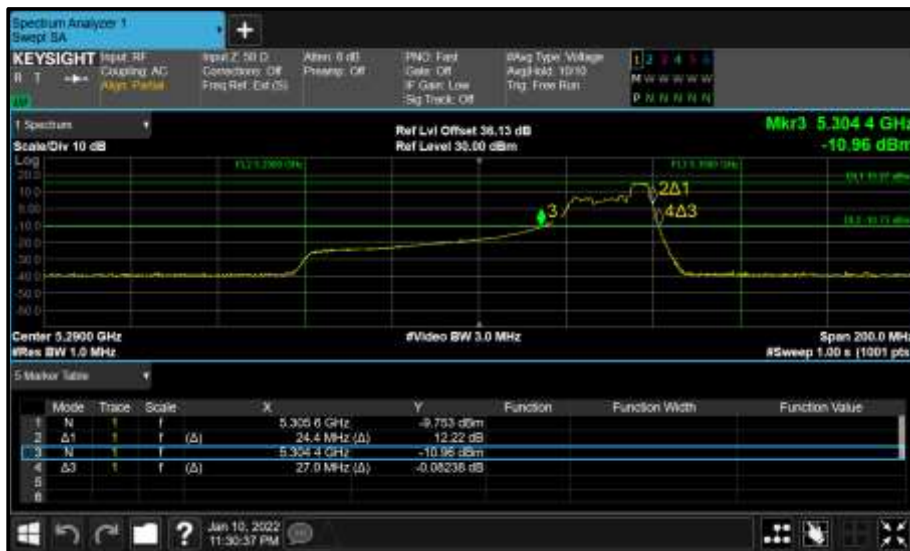 Spectrum Analyzer 1
Swept SA
+
KEYSIGHT
Input: RF
Coupling: AC
Align: Partial
R T
Input Z: 50 Ω
Corrections: Off
Freq Ref: Ext (S)
Atten: 6 dB
Preamp: Off
PNO: Fast
Gate: Off
IF Gain: Low
Sig Track: Off
#Avg Type: Voltage
Avg|Hold: 10/10
Trig: Free Run
1 2 3 4 5 6
M W W W W W
P N N N N N
1 Spectrum
Scale/Div 10 dB
Ref Lvl Offset 36.13 dB
Ref Level 30.00 dBm
Mkr3 5.304 4 GHz
-10.96 dBm
Log
20.0
10.0
0.00
-10.0
-20.0
-30.0
-40.0
-50.0
-60.0
3
2Δ1
4Δ3
Center 5.2900 GHz
#Video BW 3.0 MHz
Span 200.0 MHz
#Res BW 1.0 MHz
#Sweep 1.00 s (1001 pts
5 Marker Table
Mode Trace Scale X Y Function Function Width Function Value
1 N 1 f 5.305 6 GHz -9.753 dBm
2 Δ1 1 f (Δ) 24.4 MHz (Δ) 12.22 dB
3 N 1 f 5.304 4 GHz -10.96 dBm
4 Δ3 1 f (Δ) 27.0 MHz (Δ) -0.08238 dB
5
6
?
Jan 10, 2022
11:30:37 PM